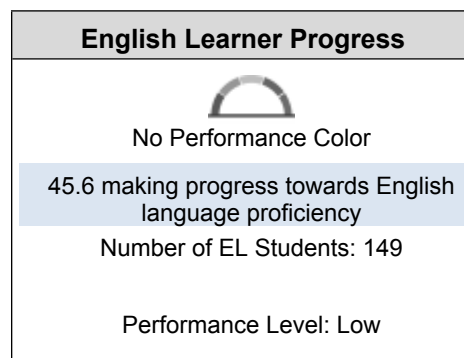 English Learner Progress
No Performance Color
45.6 making progress towards English
language proficiency
Number of EL Students: 149
Performance Level: Low